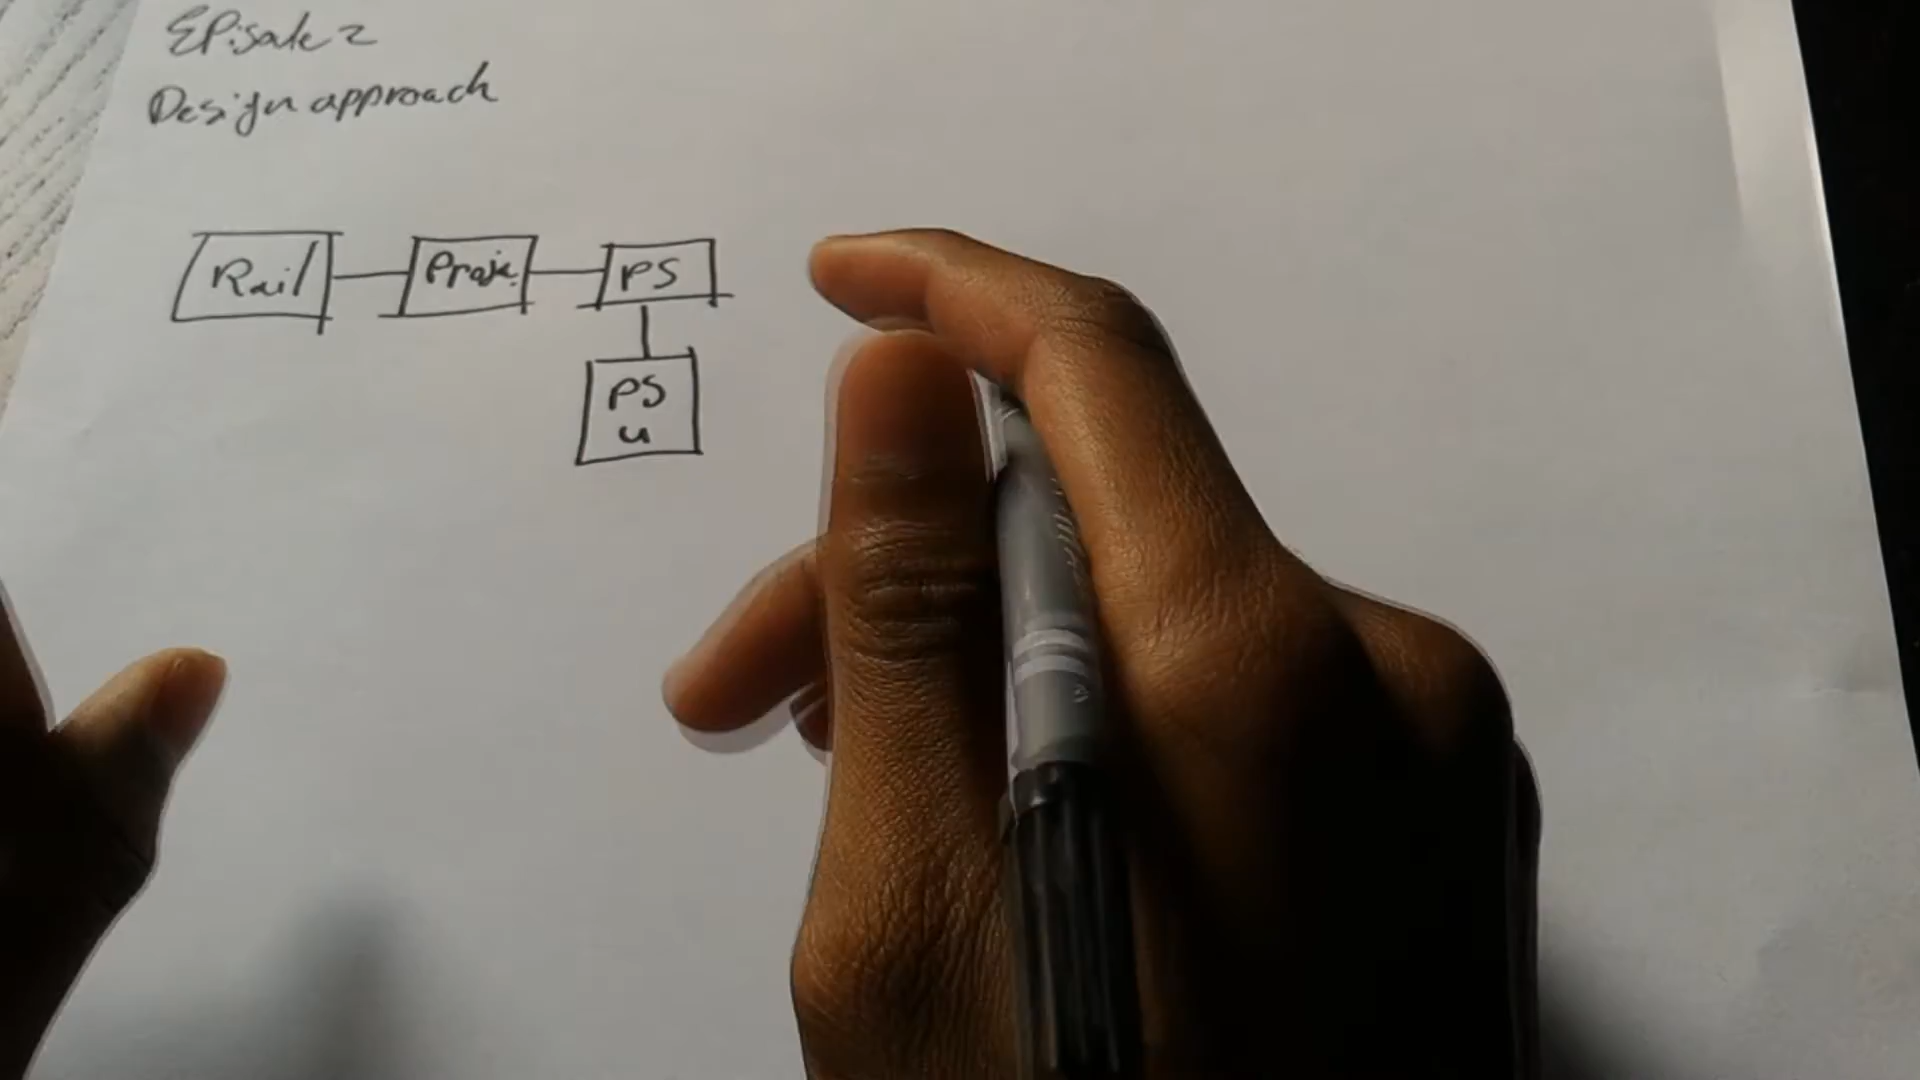 Episode 2
Design approach
Rail
Proje
PS
PS
u